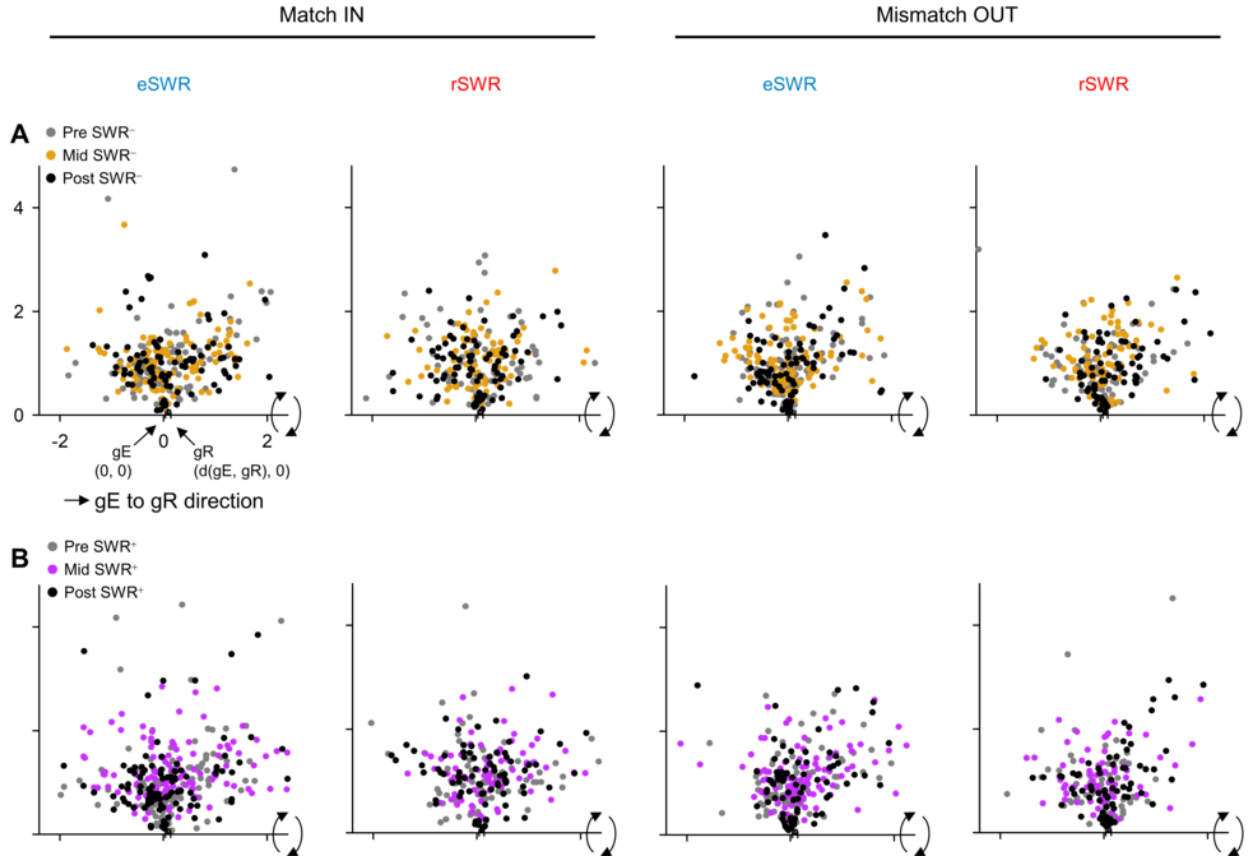 Match IN
Mismatch OUT
eSWR
rSWR
eSWR
rSWR
A
Pre SWR⁻
Mid SWR⁻
Post SWR⁻
4
2
0
-2
0
2
gE
(0, 0)
gR
(d(gE, gR), 0)
gE to gR direction
B
Pre SWR⁺
Mid SWR⁺
Post SWR⁺